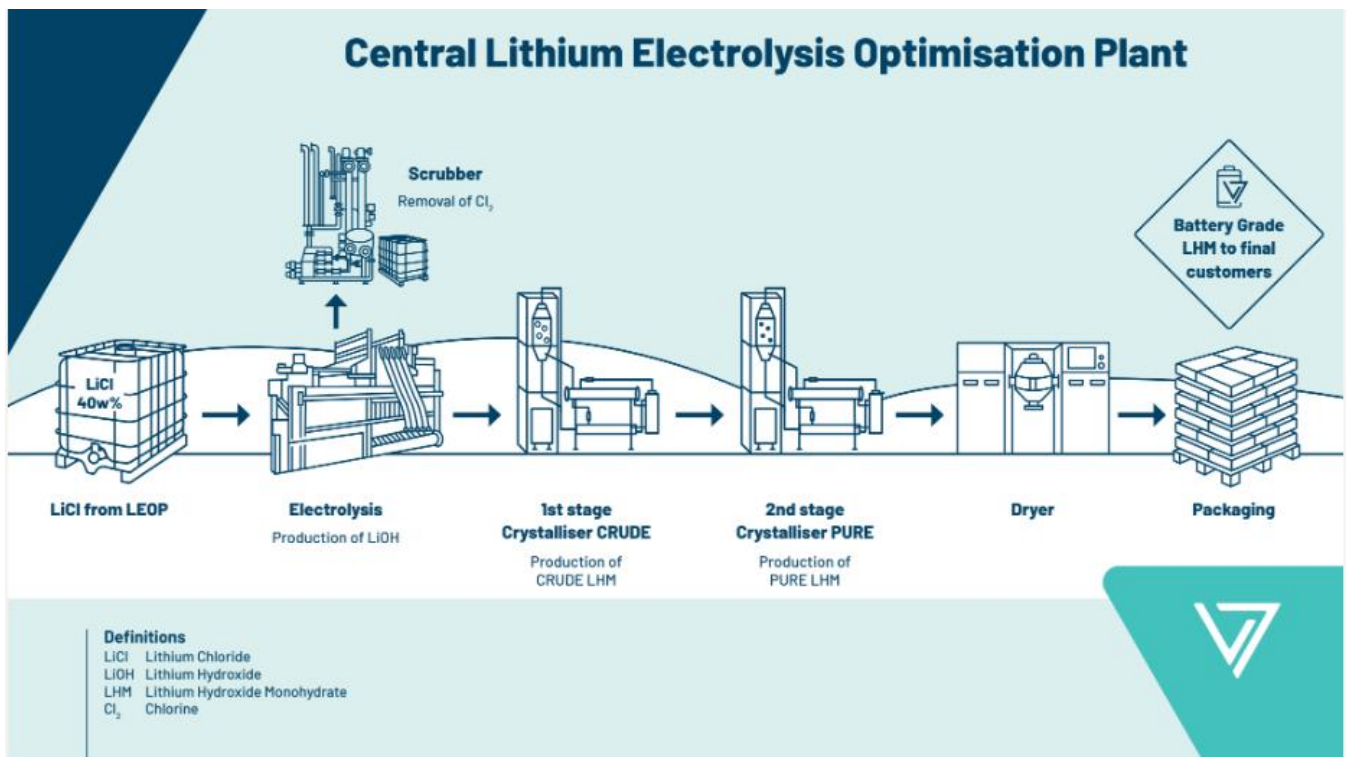 Central Lithium Electrolysis Optimisation Plant
Scrubber
Removal of Cl₂
Battery Grade
LHM to final
customers
LiCl
40w%
LiCl from LEOP
Electrolysis
Production of LiOH
1st stage
Crystalliser CRUDE
Production of
CRUDE LHM
2nd stage
Crystalliser PURE
Production of
PURE LHM
Dryer
Packaging
Definitions
LiCl Lithium Chloride
LiOH Lithium Hydroxide
LHM Lithium Hydroxide Monohydrate
Cl₂ Chlorine